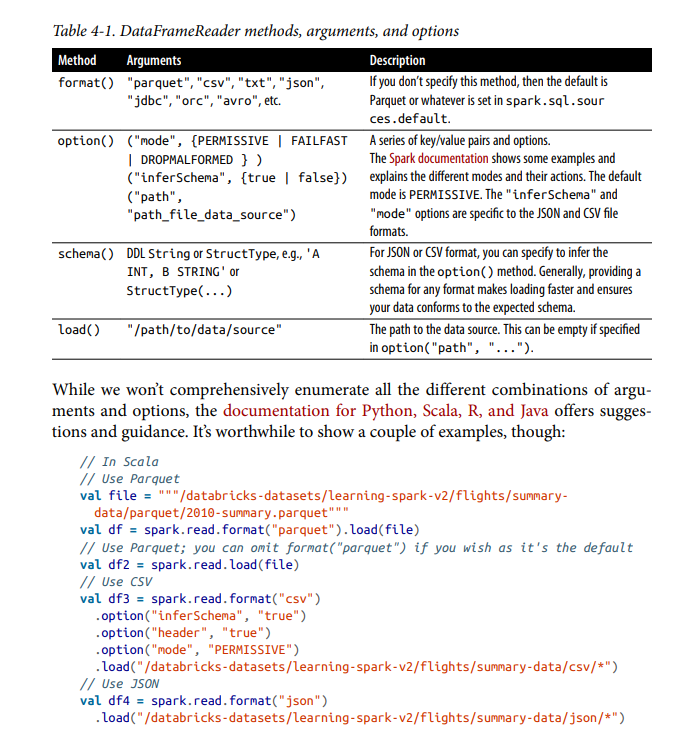 Table 4-1. DataFrameReader methods, arguments, and options
Method Arguments Description
format() "parquet", "csv", "txt", "json", If you don’t specify this method, then the default is
"jdbc", "orc", "avro", etc. Parquet or whatever is set in spark.sql.sour
ces.default.
option() ("mode", {PERMISSIVE | FAILFAST A series of key/value pairs and options.
| DROPMALFORMED } ) The Spark documentation shows some examples and
("inferSchema", {true | false}) explains the different modes and their actions. The default
("path", mode is PERMISSIVE. The "inferSchema" and
"path_file_data_source") "mode" options are specific to the JSON and CSV file
formats.
schema() DDL String or StructType, e.g., 'A For JSON or CSV format, you can specify to infer the
INT, B STRING' or schema in the option() method. Generally, providing a
StructType(...) schema for any format makes loading faster and ensures
your data conforms to the expected schema.
load() "/path/to/data/source" The path to the data source. This can be empty if specified
in option("path", "...").
While we won’t comprehensively enumerate all the different combinations of argu-
ments and options, the documentation for Python, Scala, R, and Java offers sugges-
tions and guidance. It’s worthwhile to show a couple of examples, though:
// In Scala
// Use Parquet
val file = """/databricks-datasets/learning-spark-v2/flights/summary-
data/parquet/2010-summary.parquet"""
val df = spark.read.format("parquet").load(file)
// Use Parquet; you can omit format("parquet") if you wish as it's the default
val df2 = spark.read.load(file)
// Use CSV
val df3 = spark.read.format("csv")
.option("inferSchema", "true")
.option("header", "true")
.option("mode", "PERMISSIVE")
.load("/databricks-datasets/learning-spark-v2/flights/summary-data/csv/*")
// Use JSON
val df4 = spark.read.format("json")
.load("/databricks-datasets/learning-spark-v2/flights/summary-data/json/*")